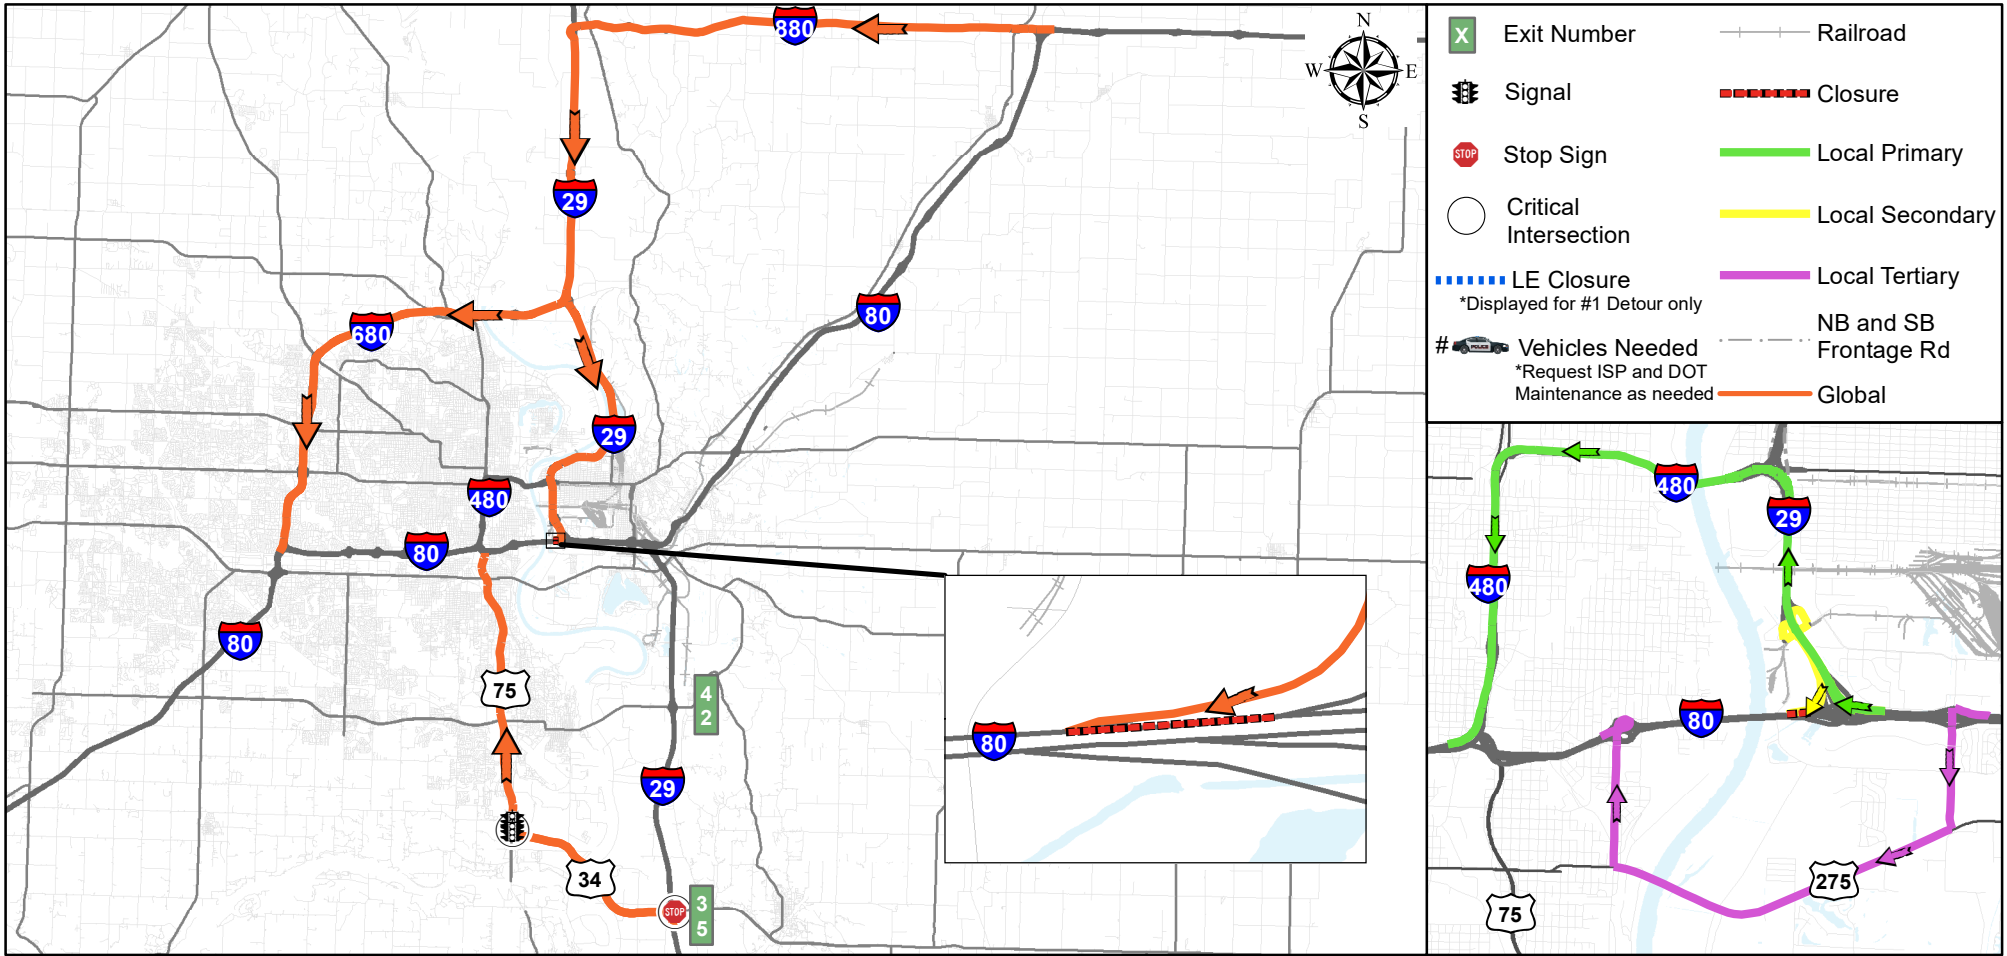 880
N
W
E
S
29
680
80
29
480
80
80
75
4
2
80
29
34
STOP
3
5
X
Exit Number
Signal
STOP
Stop Sign
Critical
Intersection
LE Closure
*Displayed for #1 Detour only
#
POLICE
Vehicles Needed
*Request ISP and DOT
Maintenance as needed
Railroad
Closure
Local Primary
Local Secondary
Local Tertiary
NB and SB
Frontage Rd
Global
480
29
480
80
275
75